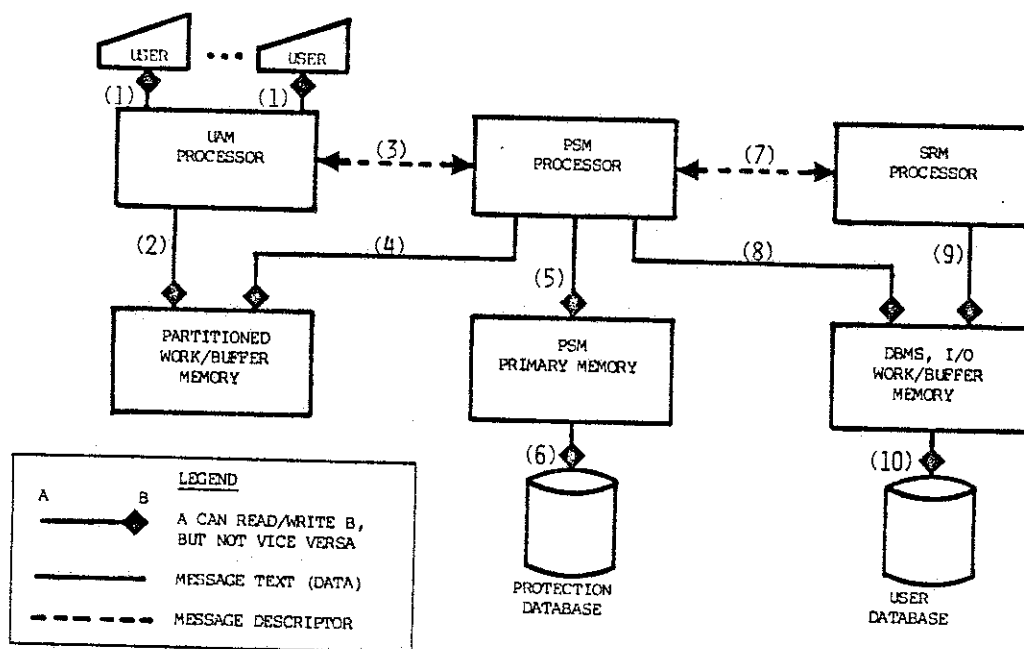 USER
...
USER
(1)
(1)
UAM
PROCESSOR
(3)
PSM
PROCESSOR
(7)
SRM
PROCESSOR
(2)
(4)
(5)
(8)
(9)
PARTITIONED
WORK/BUFFER
MEMORY
PSM
PRIMARY MEMORY
DBMS, I/O
WORK/BUFFER
MEMORY
(6)
(10)
PROTECTION
DATABASE
USER
DATABASE
LEGEND
A B
A CAN READ/WRITE B,
BUT NOT VICE VERSA
MESSAGE TEXT (DATA)
MESSAGE DESCRIPTOR